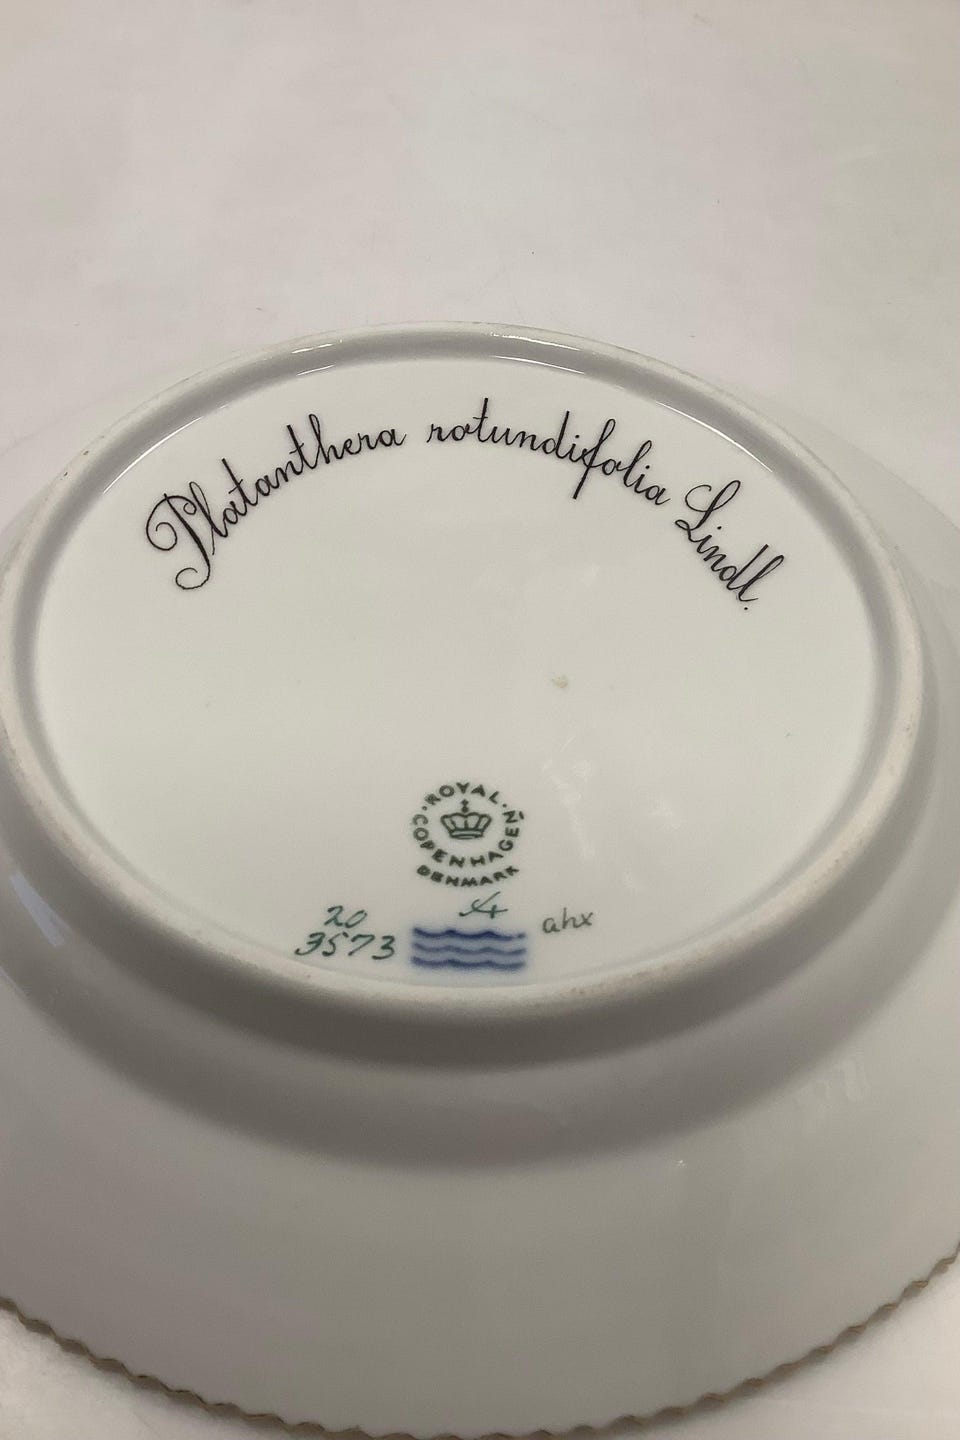 Platanthera rotundifolia Lindl.
ROYAL
COPENHAGEN
DENMARK
20
3573
ahx